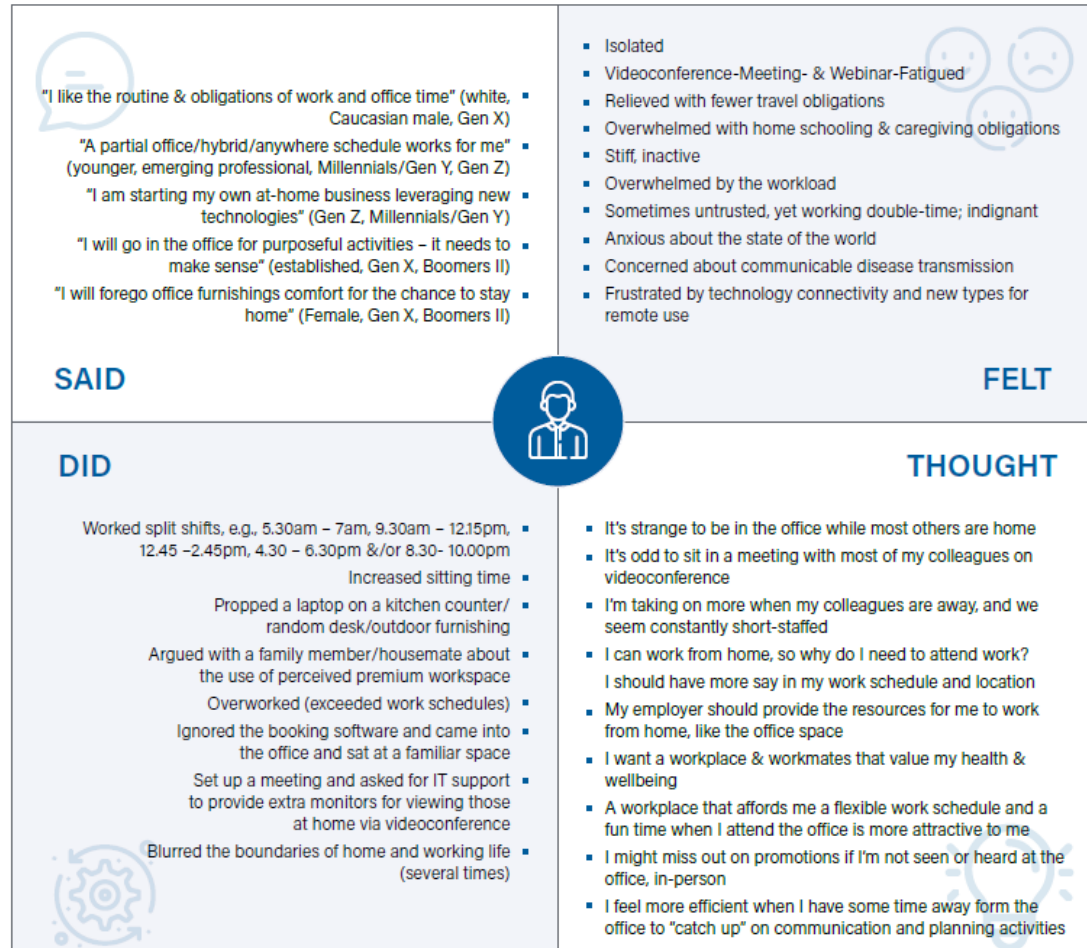 "I like the routine & obligations of work and office time" (white,
Caucasian male, Gen X)
"A partial office/hybrid/anywhere schedule works for me"
(younger, emerging professional, Millennials/Gen Y, Gen Z)
"I am starting my own at-home business leveraging new
technologies" (Gen Z, Millennials/Gen Y)
"I will go in the office for purposeful activities – it needs to
make sense" (established, Gen X, Boomers II)
"I will forego office furnishings comfort for the chance to stay
home" (Female, Gen X, Boomers II)
SAID
Isolated
Videoconference-Meeting- & Webinar-Fatigued
Relieved with fewer travel obligations
Overwhelmed with home schooling & caregiving obligations
Stiff, inactive
Overwhelmed by the workload
Sometimes untrusted, yet working double-time; indignant
Anxious about the state of the world
Concerned about communicable disease transmission
Frustrated by technology connectivity and new types for
remote use
FELT
DID
Worked split shifts, e.g., 5.30am – 7am, 9.30am – 12.15pm,
12.45 –2.45pm, 4.30 – 6.30pm &/or 8.30- 10.00pm
Increased sitting time
Propped a laptop on a kitchen counter/
random desk/outdoor furnishing
Argued with a family member/housemate about
the use of perceived premium workspace
Overworked (exceeded work schedules)
Ignored the booking software and came into
the office and sat at a familiar space
Set up a meeting and asked for IT support
to provide extra monitors for viewing those
at home via videoconference
Blurred the boundaries of home and working life
(several times)
THOUGHT
It's strange to be in the office while most others are home
It's odd to sit in a meeting with most of my colleagues on
videoconference
I'm taking on more when my colleagues are away, and we
seem constantly short-staffed
I can work from home, so why do I need to attend work?
I should have more say in my work schedule and location
My employer should provide the resources for me to work
from home, like the office space
I want a workplace & workmates that value my health &
wellbeing
A workplace that affords me a flexible work schedule and a
fun time when I attend the office is more attractive to me
I might miss out on promotions if I'm not seen or heard at the
office, in-person
I feel more efficient when I have some time away form the
office to "catch up" on communication and planning activities